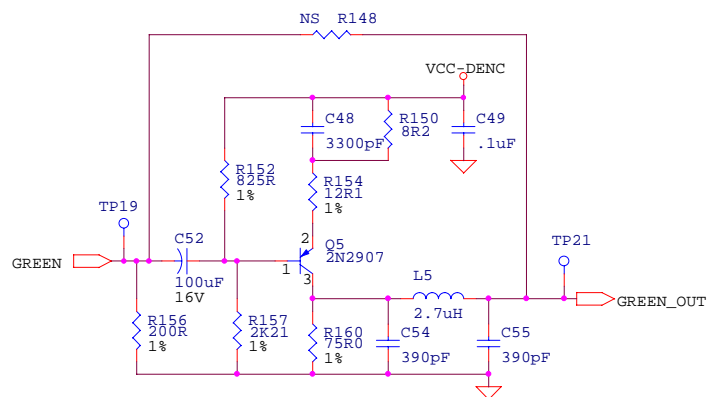 NS R148
VCC-DENC
C48
3300pF
R150
8R2
C49
.1uF
R152
825R
1%
R154
12R1
1%
TP19
2
Q5
2N2907
1
3
C52
100uF
16V
GREEN
TP21
L5
2.7uH
GREEN_OUT
R156
200R
1%
R157
2K21
1%
R160
75R0
1%
C54
390pF
C55
390pF